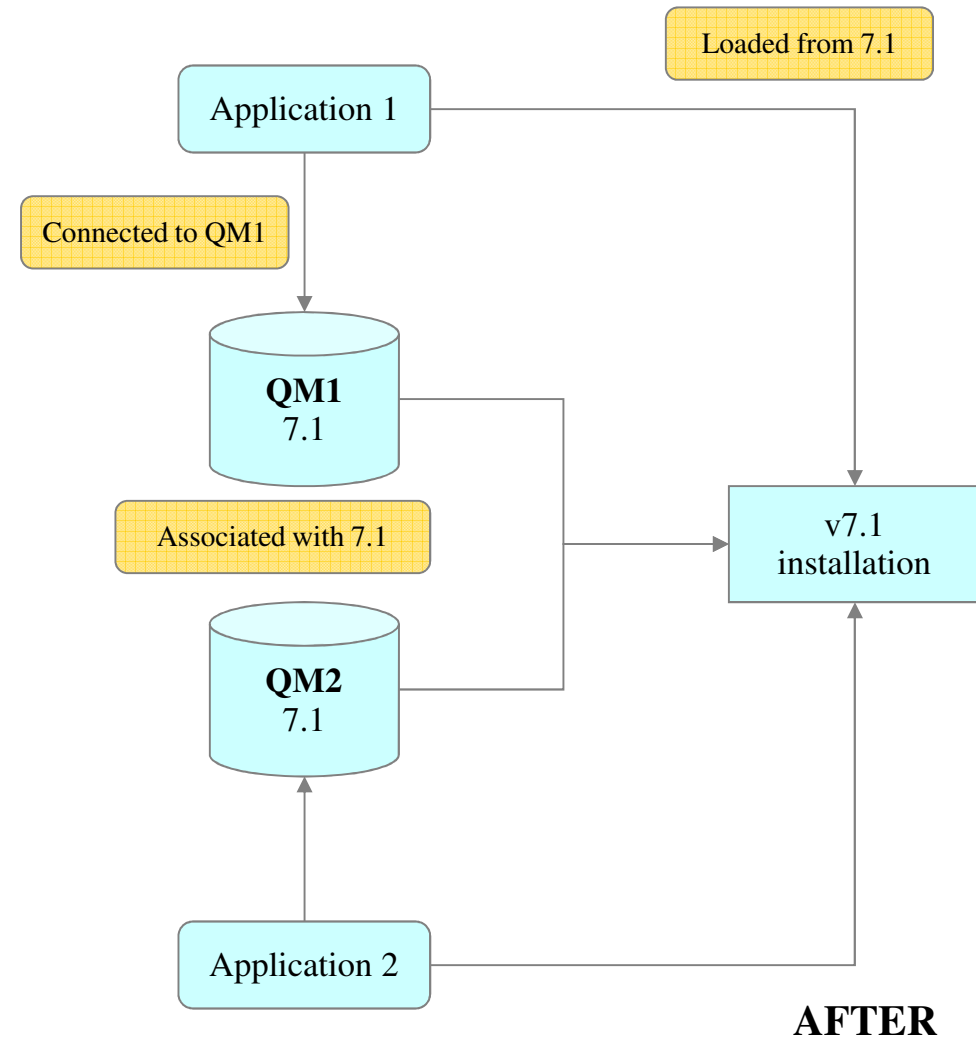 Loaded from 7.1
Application 1
Connected to QM1
QM1
7.1
Associated with 7.1
v7.1
installation
QM2
7.1
Application 2
AFTER